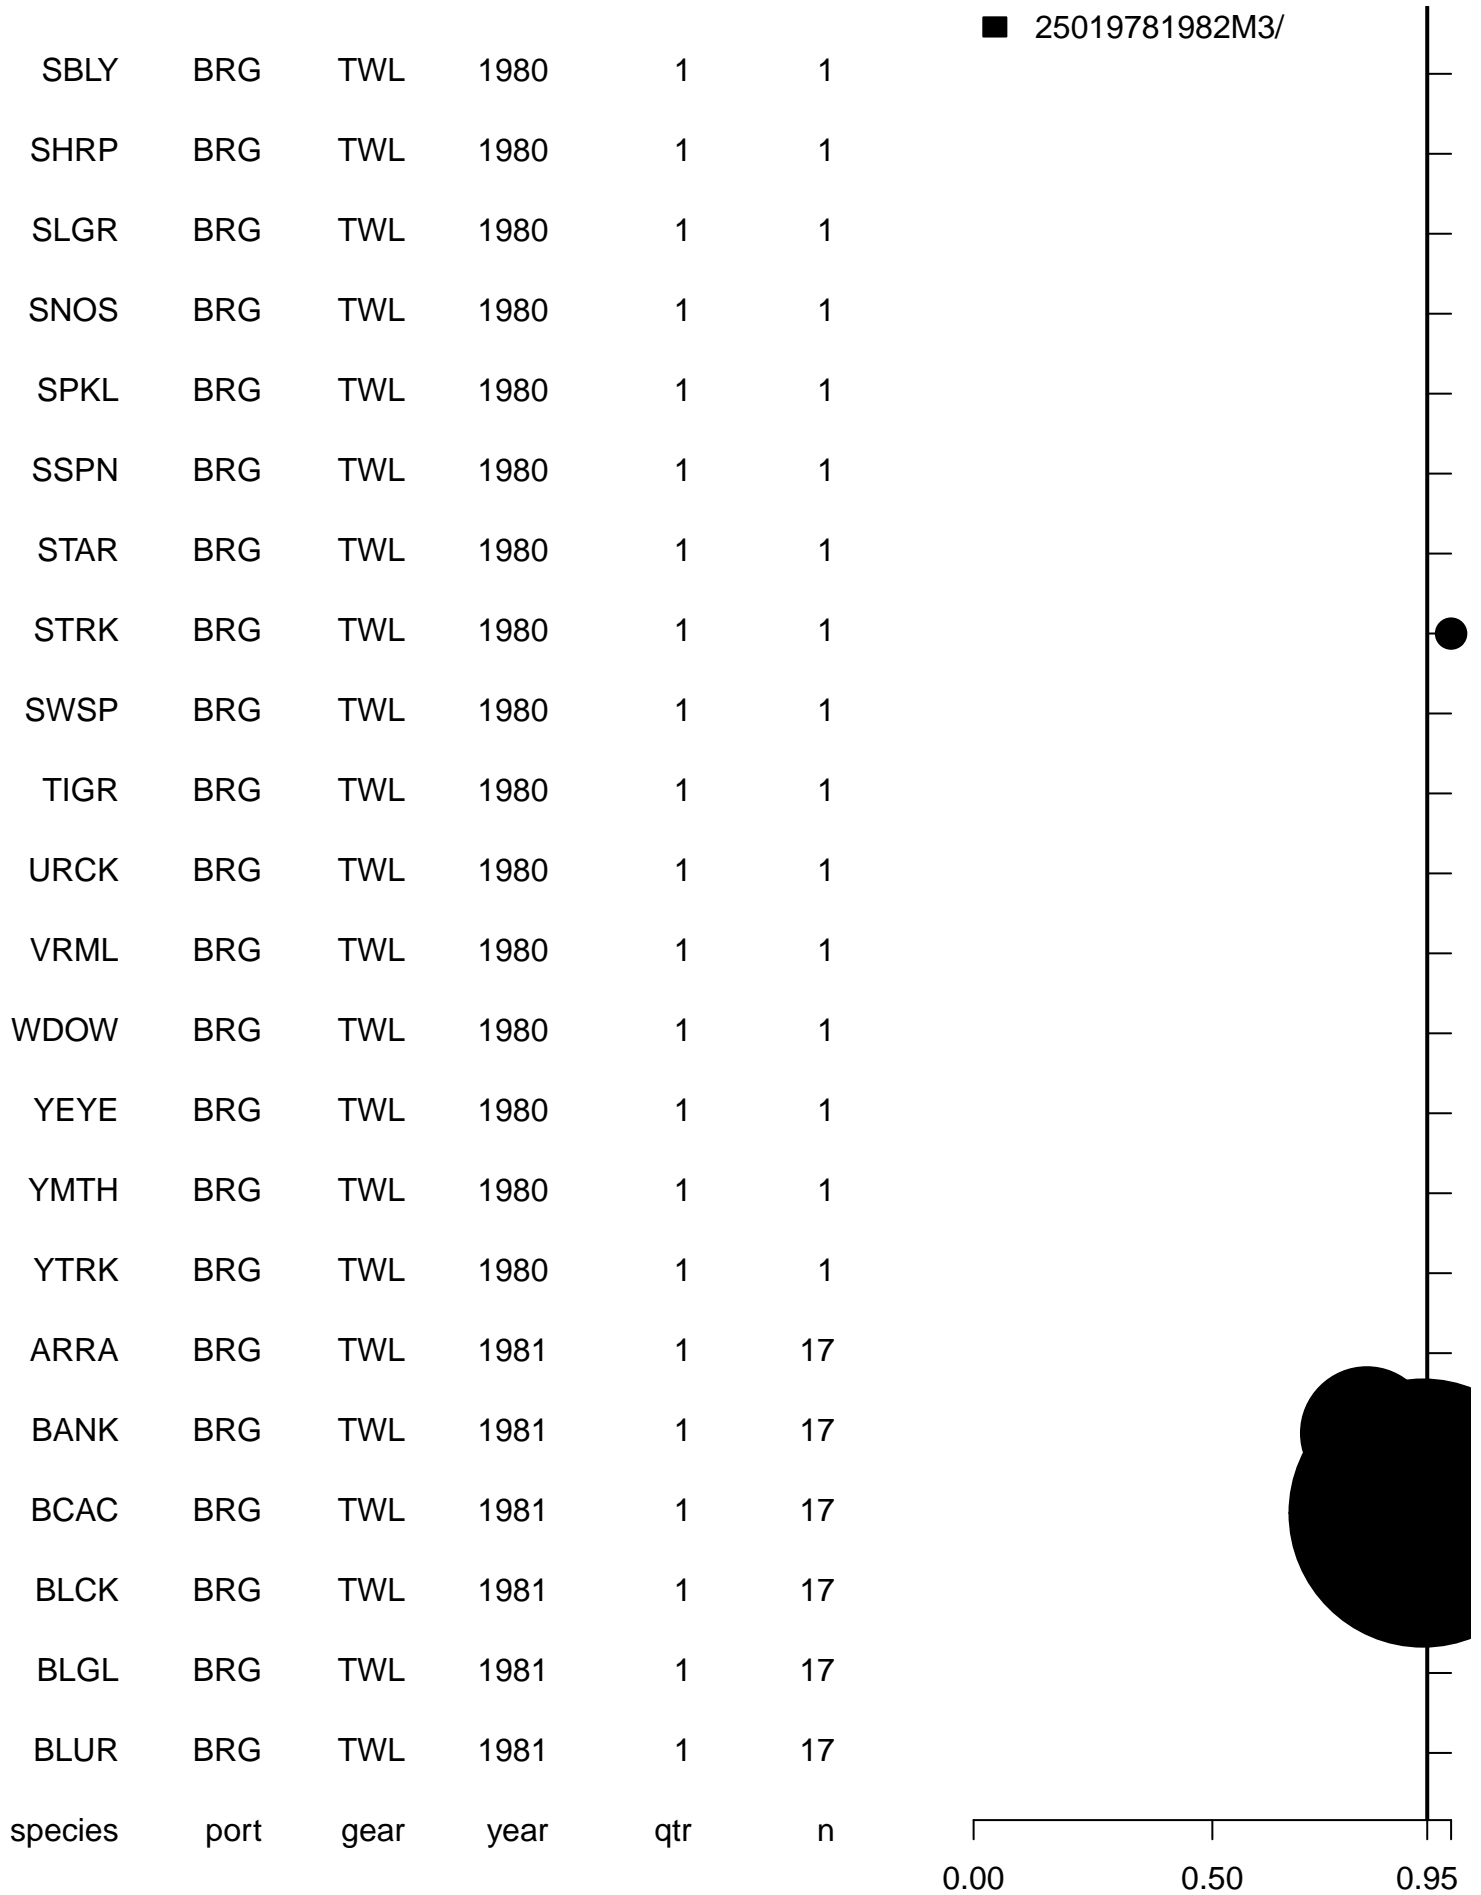 25019781982M3/
SBLY BRG TWL 1980 1 1
SHRP BRG TWL 1980 1 1
SLGR BRG TWL 1980 1 1
SNOS BRG TWL 1980 1 1
SPKL BRG TWL 1980 1 1
SSPN BRG TWL 1980 1 1
STAR BRG TWL 1980 1 1
STRK BRG TWL 1980 1 1
SWSP BRG TWL 1980 1 1
TIGR BRG TWL 1980 1 1
URCK BRG TWL 1980 1 1
VRML BRG TWL 1980 1 1
WDOW BRG TWL 1980 1 1
YEYE BRG TWL 1980 1 1
YMTH BRG TWL 1980 1 1
YTRK BRG TWL 1980 1 1
ARRA BRG TWL 1981 1 17
BANK BRG TWL 1981 1 17
BCAC BRG TWL 1981 1 17
BLCK BRG TWL 1981 1 17
BLGL BRG TWL 1981 1 17
BLUR BRG TWL 1981 1 17
species port gear year qtr n
0.00 0.50 0.95